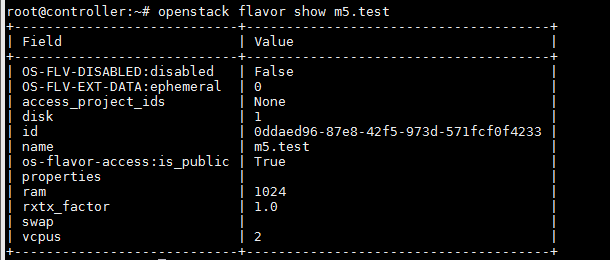 root@controller:~# openstack flavor show m5.test
+----------------------------+--------------------------------------+
| Field                      | Value                                |
+----------------------------+--------------------------------------+
| OS-FLV-DISABLED:disabled   | False                                |
| OS-FLV-EXT-DATA:ephemeral  | 0                                    |
| access_project_ids         | None                                 |
| disk                       | 1                                    |
| id                         | 0ddaed96-87e8-42f5-973d-571fcf0f4233 |
| name                       | m5.test                              |
| os-flavor-access:is_public | True                                 |
| properties                 |                                      |
| ram                        | 1024                                 |
| rxtx_factor                | 1.0                                  |
| swap                       |                                      |
| vcpus                      | 2                                    |
+----------------------------+--------------------------------------+